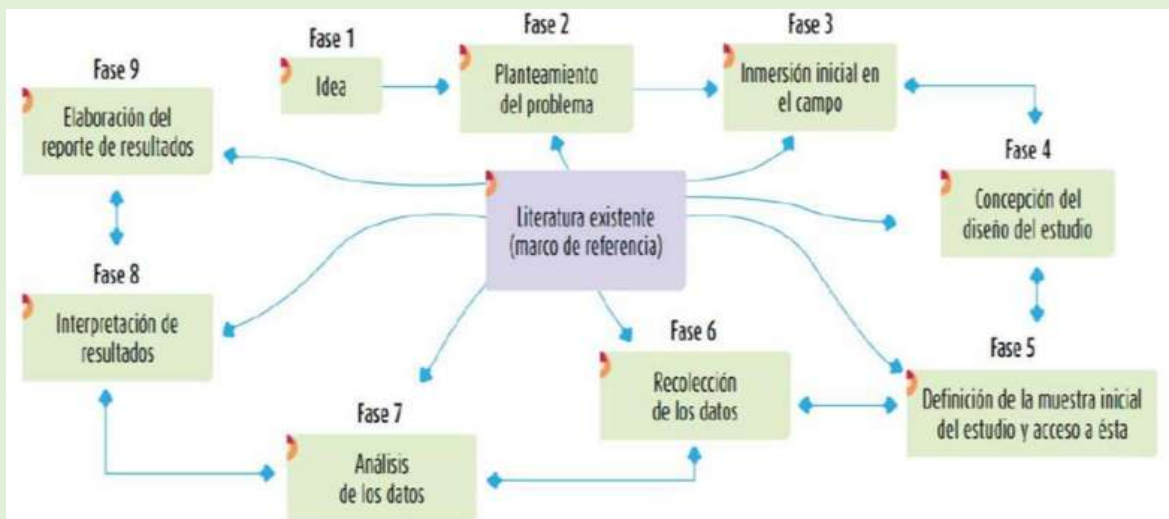 Fase 1
Idea
Fase 2
Planteamiento
del problema
Fase 3
Inmersión inicial en
el campo
Fase 4
Concepción del
diseño del estudio
Fase 5
Definición de la muestra inicial
del estudio y acceso a ésta
Fase 6
Recolección
de los datos
Fase 7
Análisis
de los datos
Fase 8
Interpretación de
resultados
Fase 9
Elaboración del
reporte de resultados
Literatura existente
(marco de referencia)